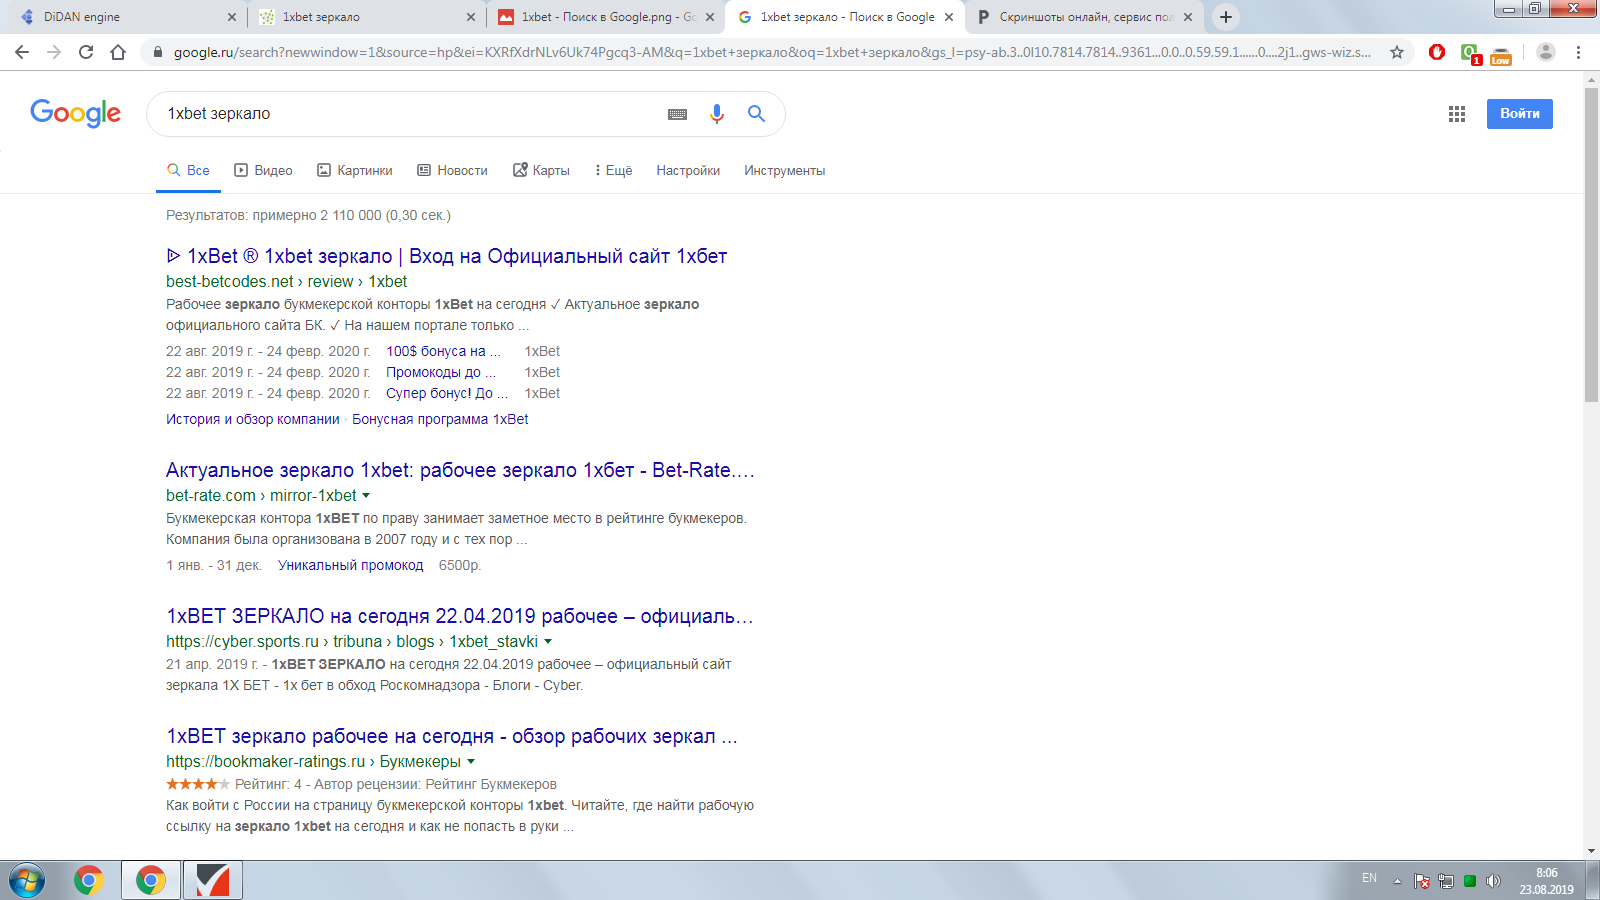 DiDAN engine
1xbet зеркало
1xbet - Поиск в Google.png - Go
1xbet зеркало - Поиск в Google
Скриншоты онлайн, сервис пол
google.ru/search?newwindow=1&source=hp&ei=KXRfXdrNLv6Uk74Pgcq3-AM&q=1xbet+зеркало&oq=1xbet+зеркало&gs_l=psy-ab.3..0l10.7814.7814..9361...0.0..0.59.59.1......0....2j1..gws-wiz.s...
1
Low
Google
1xbet зеркало
Войти
Все
Видео
Картинки
Новости
Карты
Ещё
Настройки
Инструменты
Результатов: примерно 2 110 000 (0,30 сек.)
ᐉ 1xBet ® 1xbet зеркало | Вход на Официальный сайт 1хбет
best-betcodes.net › review › 1xbet
Рабочее зеркало букмекерской конторы 1xBet на сегодня ✓ Актуальное зеркало
официального сайта БК. ✓ На нашем портале только ...
22 авг. 2019 г. - 24 февр. 2020 г. 100$ бонуса на ... 1xBet
22 авг. 2019 г. - 24 февр. 2020 г. Промокоды до ... 1xBet
22 авг. 2019 г. - 24 февр. 2020 г. Супер бонус! До ... 1xBet
История и обзор компании · Бонусная программа 1xBet
Актуальное зеркало 1xbet: рабочее зеркало 1хбет - Bet-Rate....
bet-rate.com › mirror-1xbet
Букмекерская контора 1xBET по праву занимает заметное место в рейтинге букмекеров.
Компания была организована в 2007 году и с тех пор ...
1 янв. - 31 дек. Уникальный промокод 6500р.
1xBET ЗЕРКАЛО на сегодня 22.04.2019 рабочее – официаль...
https://cyber.sports.ru › tribuna › blogs › 1xbet_stavki
21 апр. 2019 г. - 1xBET ЗЕРКАЛО на сегодня 22.04.2019 рабочее – официальный сайт
зеркала 1Х БЕТ - 1х бет в обход Роскомнадзора - Блоги - Cyber.
1xBET зеркало рабочее на сегодня - обзор рабочих зеркал ...
https://bookmaker-ratings.ru › Букмекеры
Рейтинг: 4 - Автор рецензии: Рейтинг Букмекеров
Как войти с России на страницу букмекерской конторы 1xbet. Читайте, где найти рабочую
ссылку на зеркало 1xbet на сегодня и как не попасть в руки ...
EN
8:06
23.08.2019